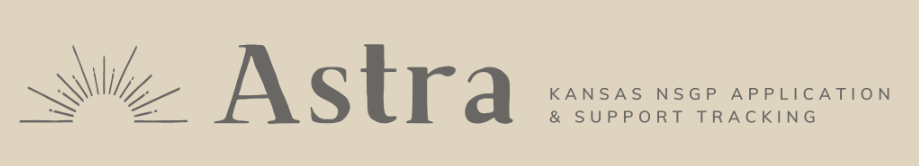 Astra
KANSAS NSGP APPLICATION
& SUPPORT TRACKING